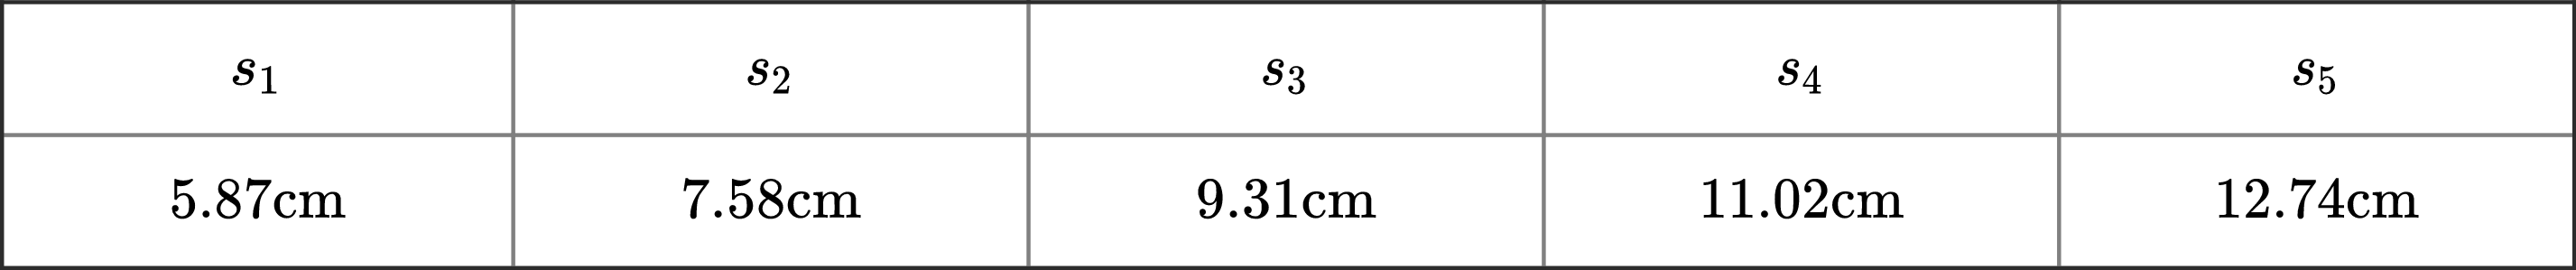 s₁ s₂ s₃ s₄ s₅
5.87cm 7.58cm 9.31cm 11.02cm 12.74cm